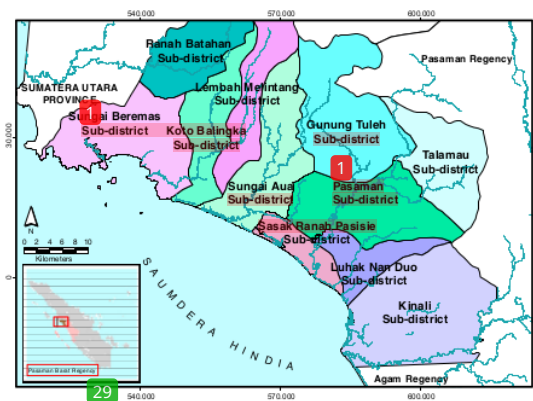 540.000 570.000 600.000
Ranah Batahan
Sub-district
Pasaman Regency
SUMATERA UTARA
PROVINCE
Lembah Melintang
Sub-district
1
Sungai Beremas
Sub-district
Koto Balingka
Sub-district
Gunung Tuleh
Sub-district
Talamau
Sub-district
30.000
1
Sungai Aua
Sub-district
Pasaman
Sub-district
Sasak Ranah Pasisie
Sub-district
N
0 2 4 6 8 10
Kilometers
Luhak Nan Duo
Sub-district
0
Kinali
Sub-district
SAUMDERA HINDIA
Pasaman Barat Regency
Agam Regency
29
540.000 570.000 600.000